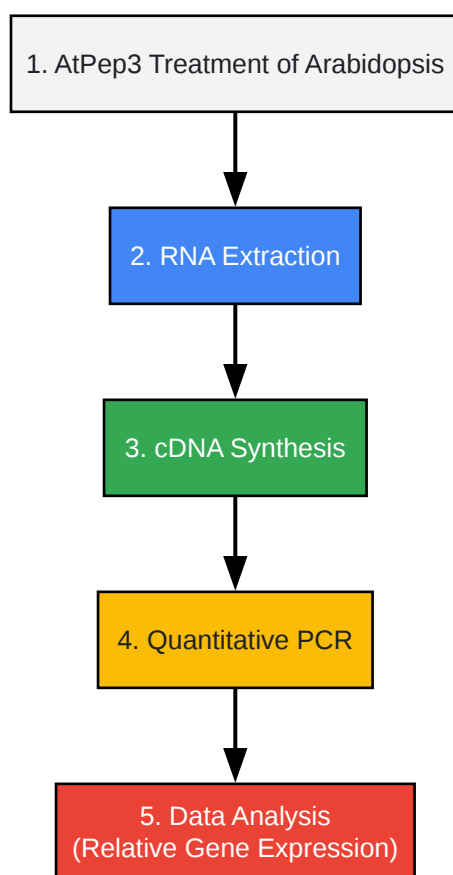 1. AtPep3 Treatment of Arabidopsis
2. RNA Extraction
3. cDNA Synthesis
4. Quantitative PCR
5. Data Analysis
(Relative Gene Expression)